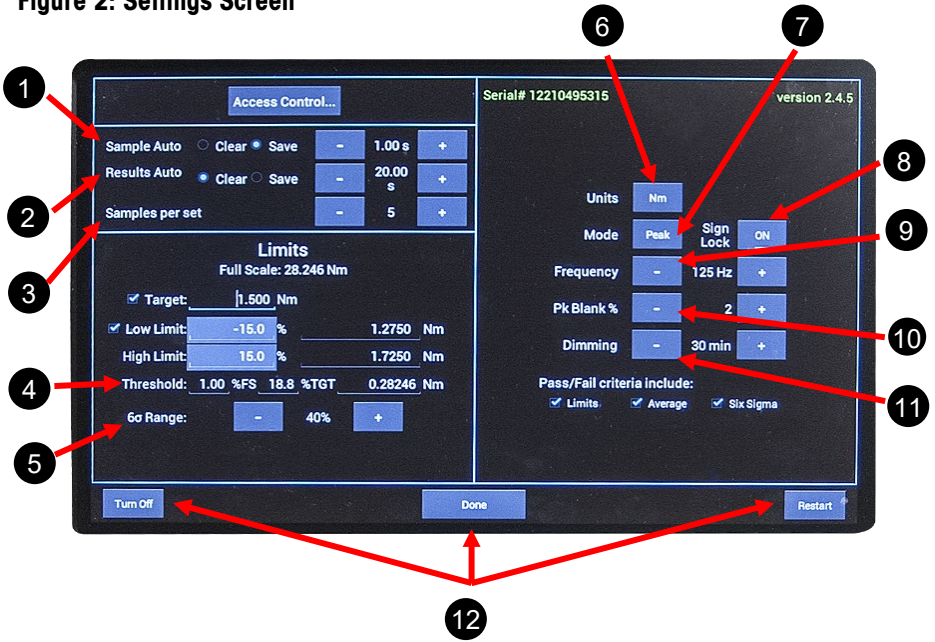 Figure 2: Settings Screen
6
7
1
Access Control...
Serial# 12210495315
version 2.4.5
Sample Auto Clear Save - 1.00 s +
8
2
Results Auto Clear Save - 20.00 s +
Units Nm
Samples per set - 5 +
Mode Peak Sign Lock ON
9
3
Limits
Full Scale: 28.246 Nm
Frequency - 125 Hz +
Target: 1.500 Nm
Pk Blank % - 2 +
Low Limit: -15.0 % 1.2750 Nm
10
High Limit: 15.0 % 1.7250 Nm
Dimming - 30 min +
4
Threshold: 1.00 %FS 18.8 %TGT 0.28246 Nm
Pass/Fail criteria include:
11
Limits Average Six Sigma
5
6σ Range: - 40% +
Turn Off
Done
Restart
12